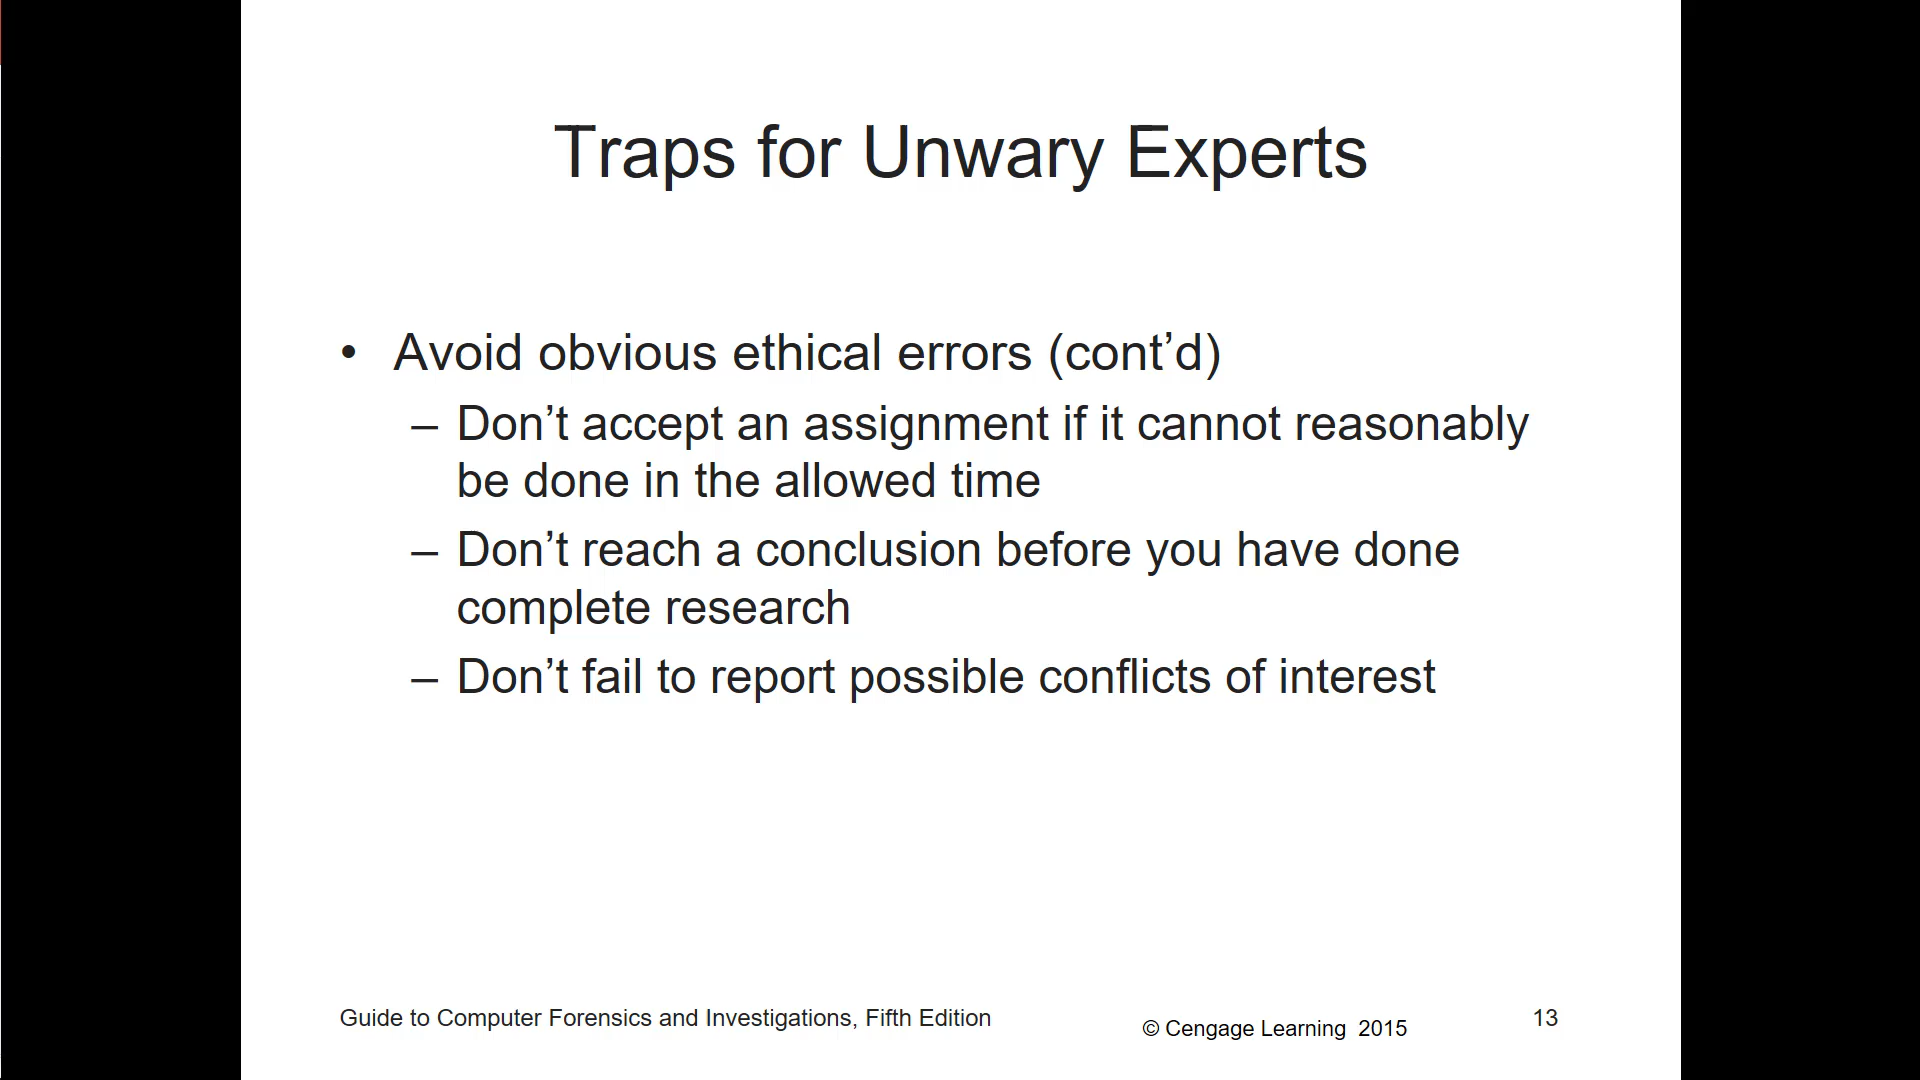 Traps for Unwary Experts
• Avoid obvious ethical errors (cont’d)
– Don’t accept an assignment if it cannot reasonably
be done in the allowed time
– Don’t reach a conclusion before you have done
complete research
– Don’t fail to report possible conflicts of interest
Guide to Computer Forensics and Investigations, Fifth Edition
© Cengage Learning 2015
13